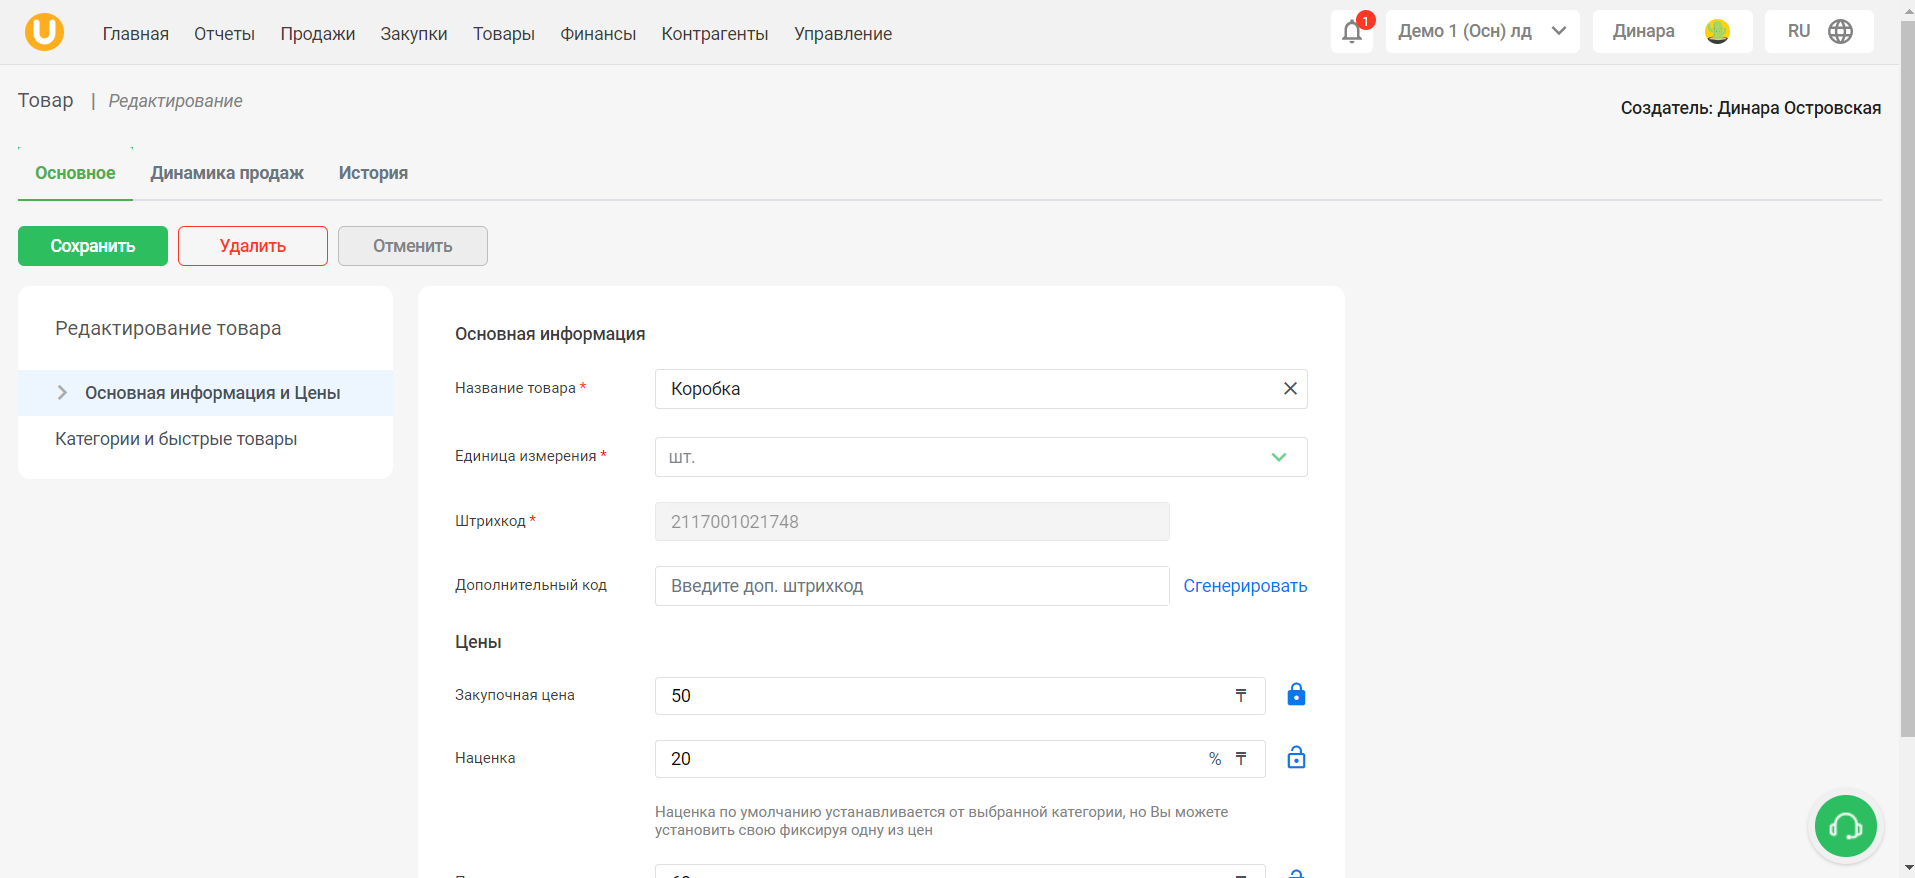 Главная Отчеты Продажи Закупки Товары Финансы Контрагенты Управление 1 Демо 1 (Осн) лд Динара RU
Товар | Редактирование
Создатель: Динара Островская
Основное Динамика продаж История
Сохранить Удалить Отменить
Редактирование товара
Основная информация и Цены
Категории и быстрые товары
Основная информация
Название товара * Коробка
Единица измерения * шт.
Штрихкод * 2117001021748
Дополнительный код Введите доп. штрихкод Сгенерировать
Цены
Закупочная цена 50 ₸
Наценка 20 % ₸
Наценка по умолчанию устанавливается от выбранной категории, но Вы можете
установить свою фиксируя одну из цен